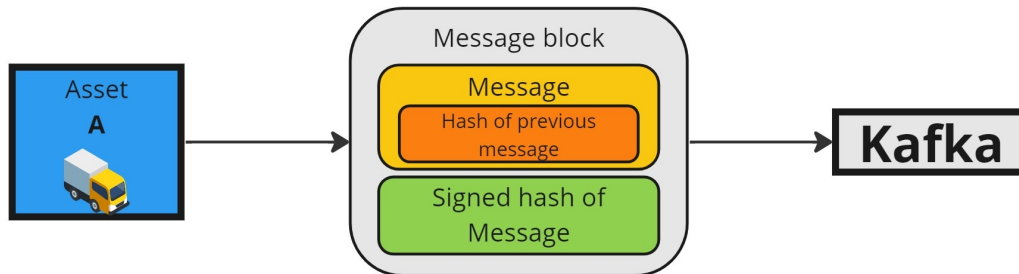 Asset
A
Message block
Message
Hash of previous
message
Signed hash of
Message
Kafka